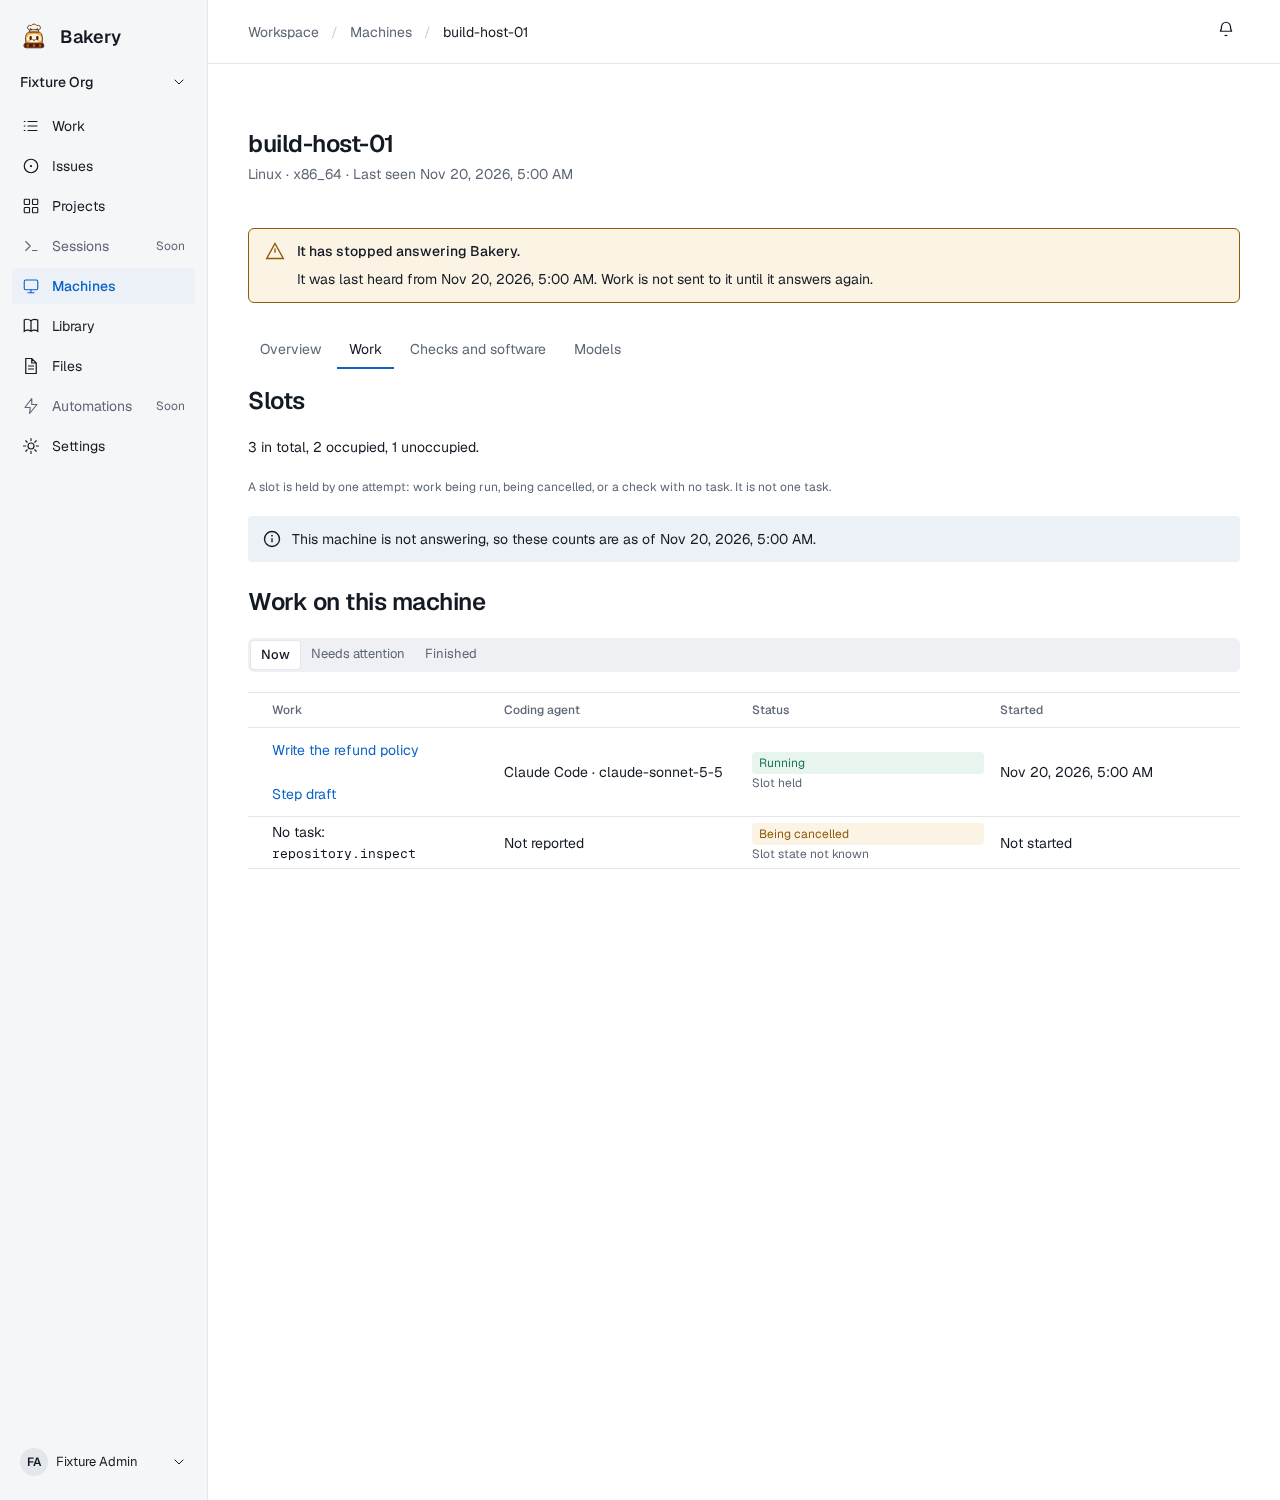 Bakery
Fixture Org
Work
Issues
Projects
Sessions Soon
Machines
Library
Files
Automations Soon
Settings
FA Fixture Admin
Workspace / Machines / build-host-01
build-host-01
Linux · x86_64 · Last seen Nov 20, 2026, 5:00 AM
It has stopped answering Bakery.
It was last heard from Nov 20, 2026, 5:00 AM. Work is not sent to it until it answers again.
Overview Work Checks and software Models
Slots
3 in total, 2 occupied, 1 unoccupied.
A slot is held by one attempt: work being run, being cancelled, or a check with no task. It is not one task.
This machine is not answering, so these counts are as of Nov 20, 2026, 5:00 AM.
Work on this machine
Now Needs attention Finished
Work Coding agent Status Started
Write the refund policy
Step draft
Claude Code · claude-sonnet-5-5
Running
Slot held
Nov 20, 2026, 5:00 AM
No task:
repository.inspect
Not reported
Being cancelled
Slot state not known
Not started